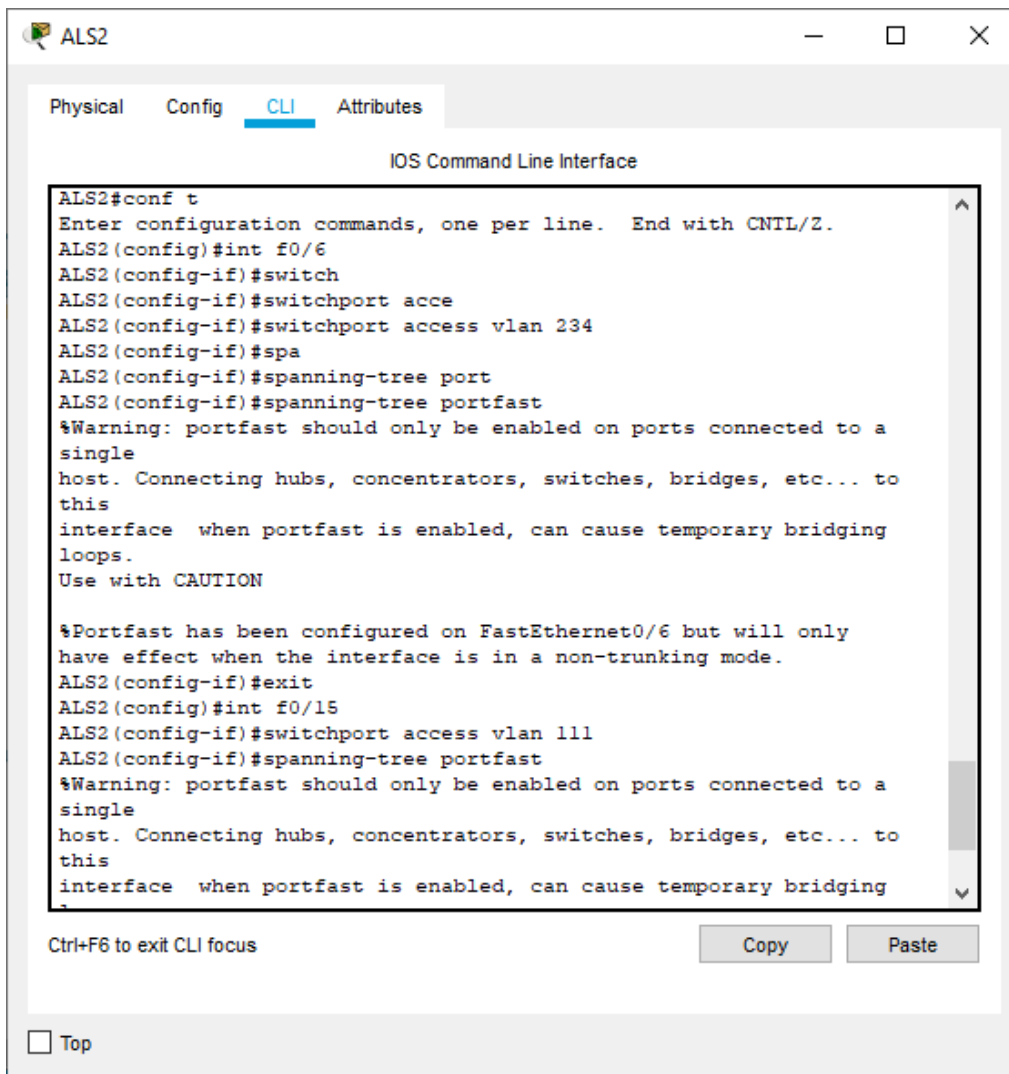 ALS2
Physical Config CLI Attributes
IOS Command Line Interface
ALS2#conf t
Enter configuration commands, one per line.  End with CNTL/Z.
ALS2(config)#int f0/6
ALS2(config-if)#switch
ALS2(config-if)#switchport acce
ALS2(config-if)#switchport access vlan 234
ALS2(config-if)#spa
ALS2(config-if)#spanning-tree port
ALS2(config-if)#spanning-tree portfast
%Warning: portfast should only be enabled on ports connected to a
single
host. Connecting hubs, concentrators, switches, bridges, etc... to
this
interface  when portfast is enabled, can cause temporary bridging
loops.
Use with CAUTION
%Portfast has been configured on FastEthernet0/6 but will only
have effect when the interface is in a non-trunking mode.
ALS2(config-if)#exit
ALS2(config)#int f0/15
ALS2(config-if)#switchport access vlan 111
ALS2(config-if)#spanning-tree portfast
%Warning: portfast should only be enabled on ports connected to a
single
host. Connecting hubs, concentrators, switches, bridges, etc... to
this
interface  when portfast is enabled, can cause temporary bridging
Ctrl+F6 to exit CLI focus
Copy Paste
Top